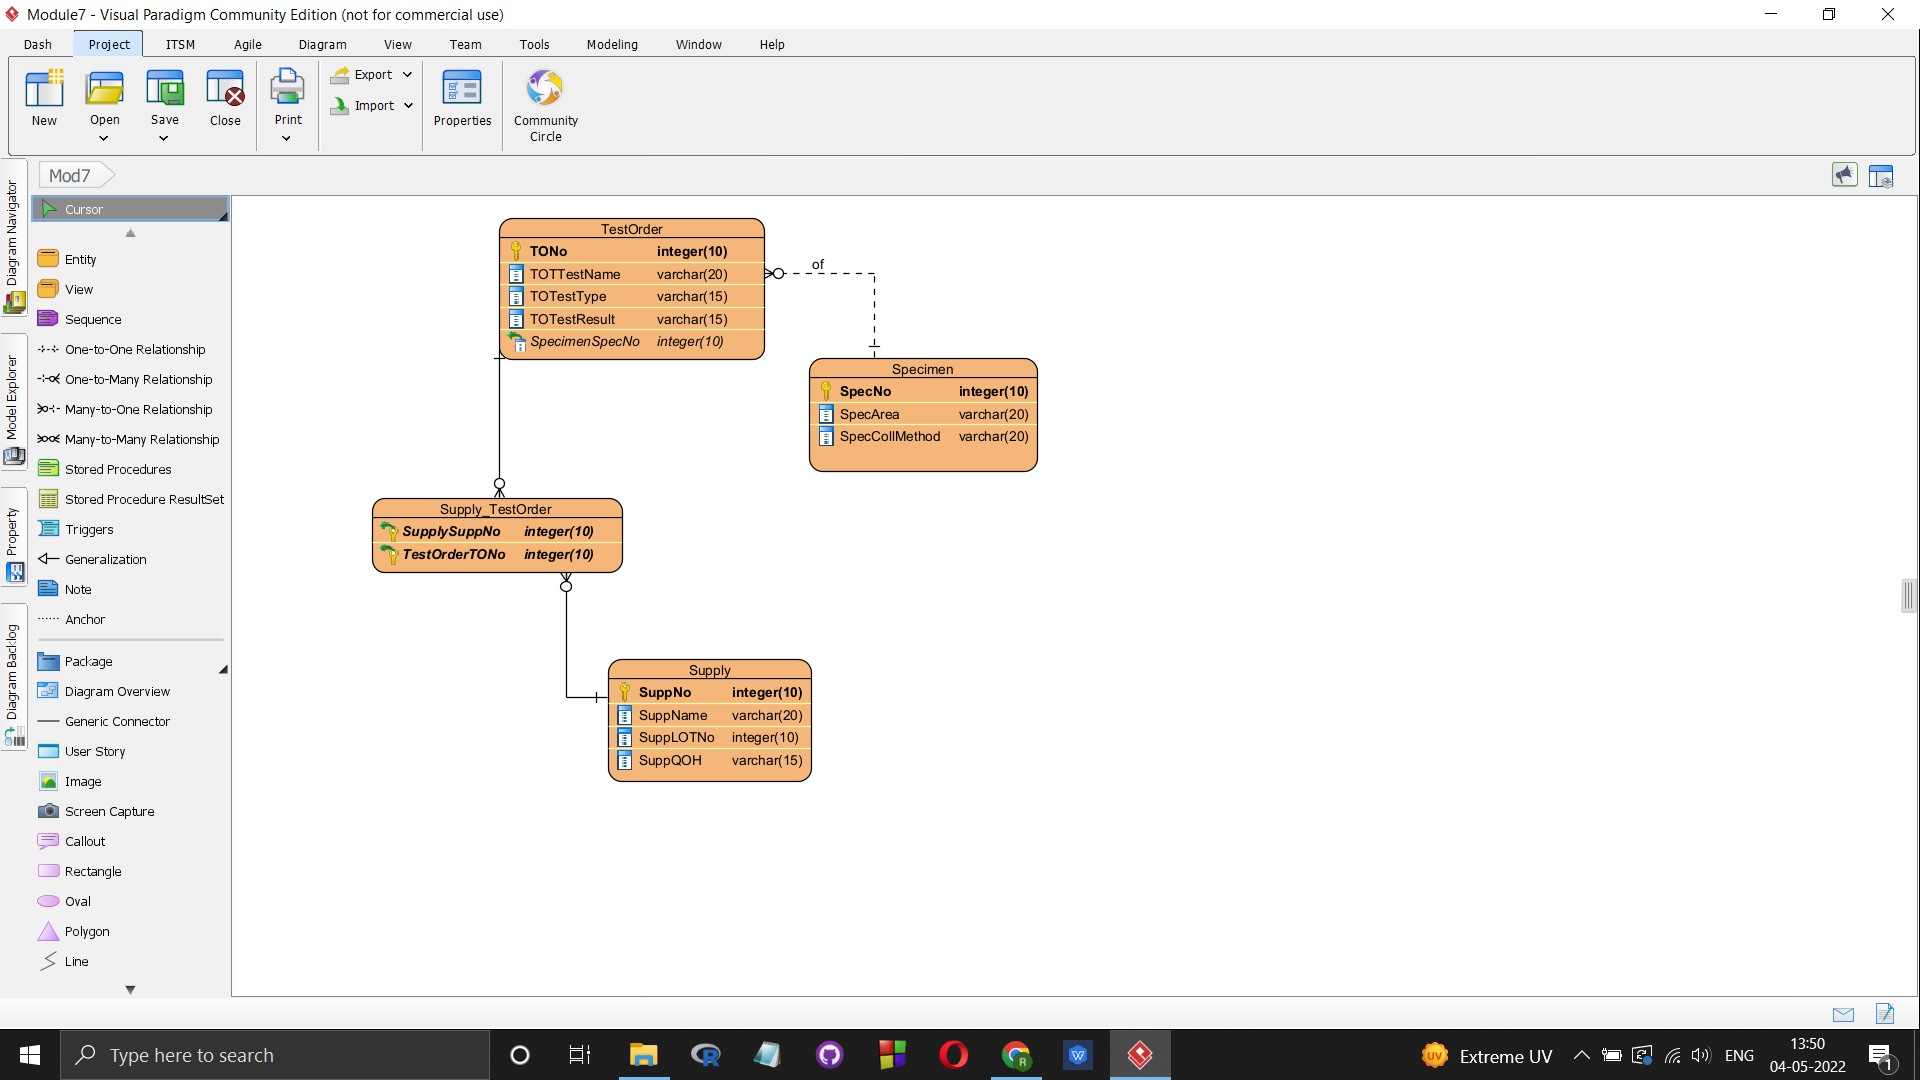 Module7 - Visual Paradigm Community Edition (not for commercial use)
Dash Project ITSM Agile Diagram View Team Tools Modeling Window Help
New Open Save Close Print Export Import Properties Community Circle
Mod7
Diagram Navigator
Model Explorer
Property
Diagram Backlog
Cursor
Entity
View
Sequence
One-to-One Relationship
One-to-Many Relationship
Many-to-One Relationship
Many-to-Many Relationship
Stored Procedures
Stored Procedure ResultSet
Triggers
Generalization
Note
Anchor
Package
Diagram Overview
Generic Connector
User Story
Image
Screen Capture
Callout
Rectangle
Oval
Polygon
Line
TestOrder
TONo integer(10)
TOTTestName varchar(20)
TOTestType varchar(15)
TOTestResult varchar(15)
SpecimenSpecNo integer(10)
of
Specimen
SpecNo integer(10)
SpecArea varchar(20)
SpecCollMethod varchar(20)
Supply_TestOrder
SupplySuppNo integer(10)
TestOrderTONo integer(10)
Supply
SuppNo integer(10)
SuppName varchar(20)
SuppLOTNo integer(10)
SuppQOH varchar(15)
Type here to search
R
R
W
UV
Extreme UV
ENG
13:50
04-05-2022
1